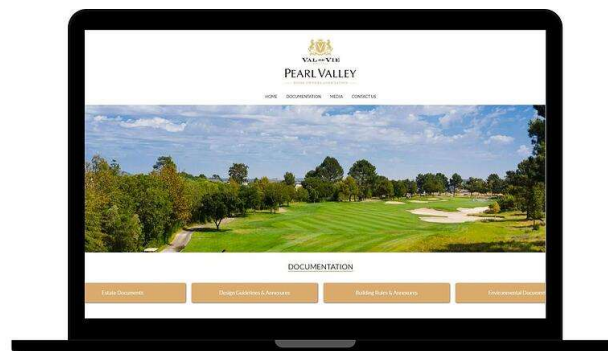 VAL DE VIE
PEARL VALLEY
HOME DOCUMENTATION MEDIA CONTACT US
DOCUMENTATION
Estate Documents Design Guidelines & Annexures Building Rules & Annexures Environmental Document